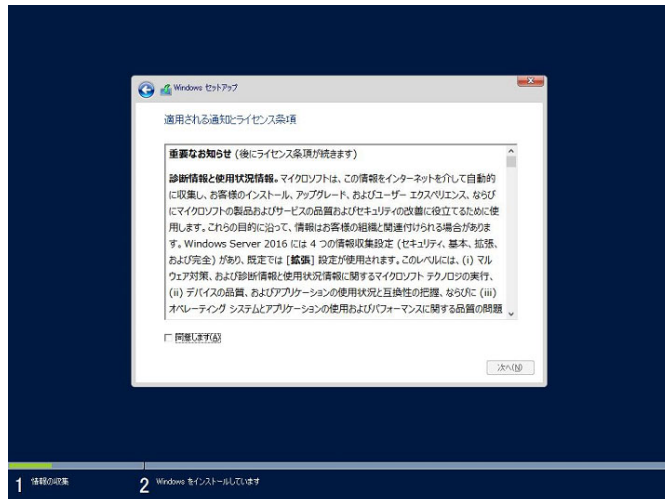 Windows セットアップ
適用される通知とライセンス条項
重要なお知らせ (後にライセンス条項が続きます)
診断情報と使用状況情報。マイクロソフトは、この情報をインターネットを介して自動的
に収集し、お客様のインストール、アップグレード、およびユーザー エクスペリエンス、ならび
にマイクロソフトの製品およびサービスの品質およびセキュリティの改善に役立てるために使
用します。これらの目的に沿って、情報はお客様の組織と関連付けられる場合がありま
す。Windows Server 2016 には 4 つの情報収集設定 (セキュリティ、基本、拡張、
および完全) があり、既定では [拡張] 設定が使用されます。このレベルには、(i) マル
ウェア対策、および診断情報と使用状況情報に関するマイクロソフト テクノロジの実行、
(ii) デバイスの品質、およびアプリケーションの使用状況と互換性の把握、ならびに (iii)
オペレーティング システムとアプリケーションの使用およびパフォーマンスに関する品質の問題
同意します(A)
次へ(N)
1 情報の収集
2 Windows をインストールしています